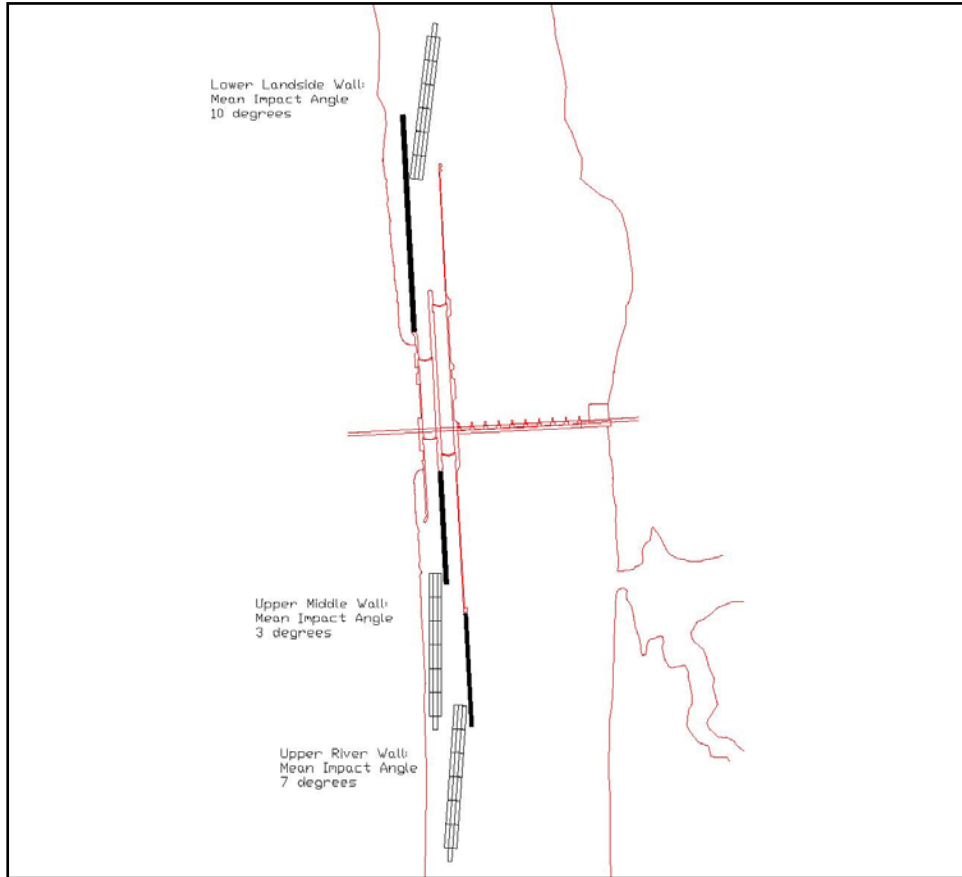 Lower Landside Wall:
Mean Impact Angle
10 degrees
Upper Middle Wall:
Mean Impact Angle
3 degrees
Upper River Wall:
Mean Impact Angle
7 degrees